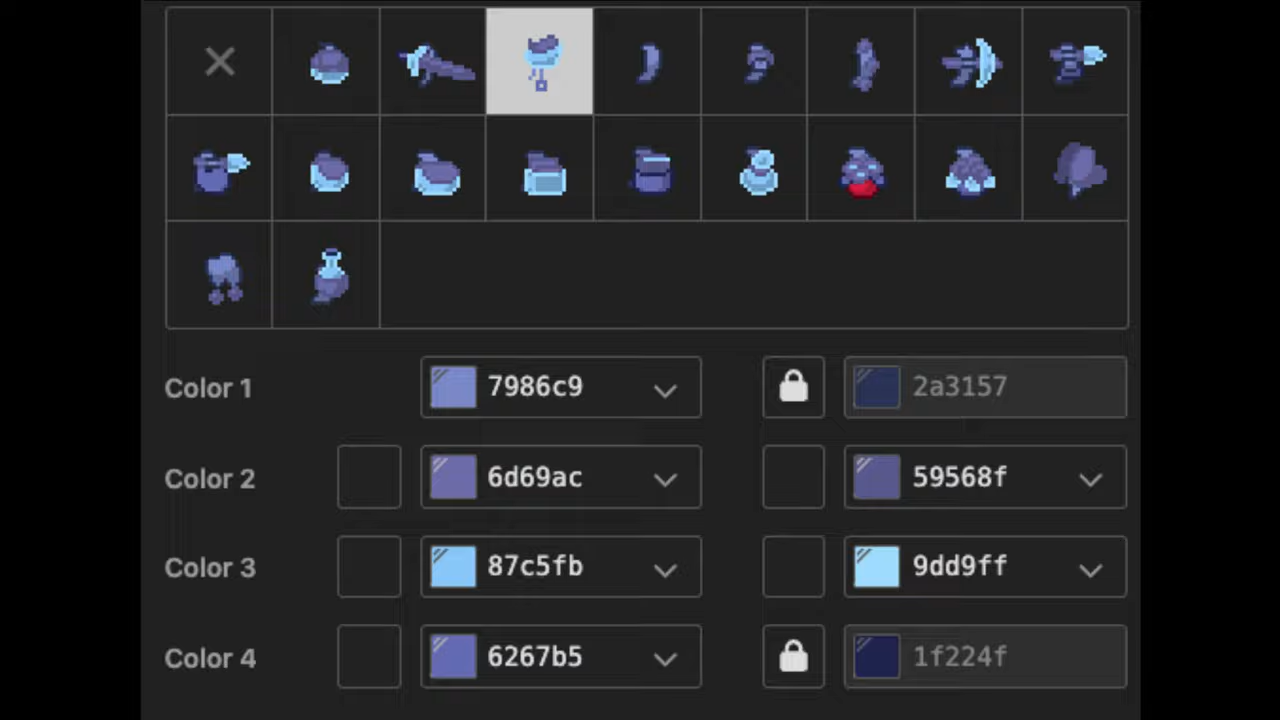 Color 1 7986c9 2a3157
Color 2 6d69ac 59568f
Color 3 87c5fb 9dd9ff
Color 4 6267b5 1f224f